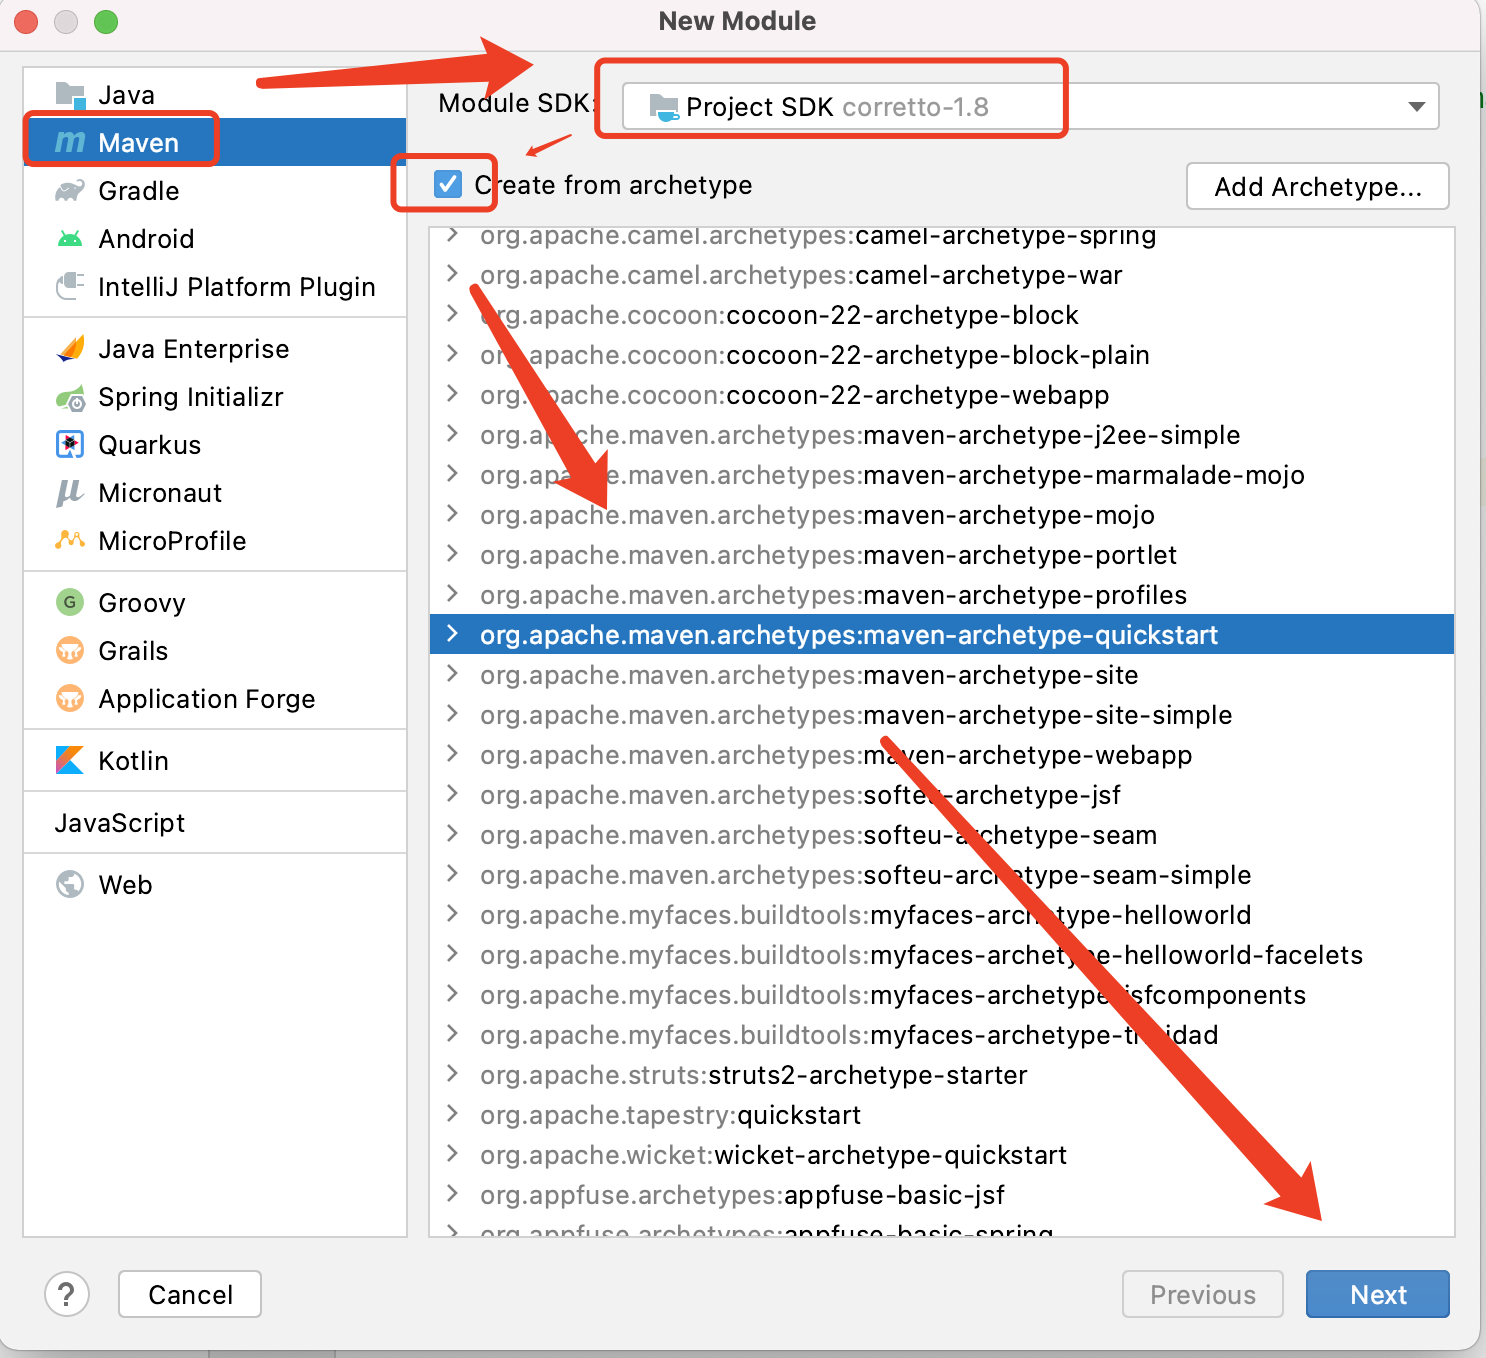 New Module
Java
Maven
Gradle
Android
IntelliJ Platform Plugin
Java Enterprise
Spring Initializr
Quarkus
Micronaut
MicroProfile
Groovy
Grails
Application Forge
Kotlin
JavaScript
Web
Module SDK:
Project SDK corretto-1.8
Create from archetype
Add Archetype...
org.apache.camel.archetypes:camel-archetype-spring
org.apache.camel.archetypes:camel-archetype-war
org.apache.cocoon:cocoon-22-archetype-block
org.apache.cocoon:cocoon-22-archetype-block-plain
org.apache.cocoon:cocoon-22-archetype-webapp
org.apache.maven.archetypes:maven-archetype-j2ee-simple
org.apache.maven.archetypes:maven-archetype-marmalade-mojo
org.apache.maven.archetypes:maven-archetype-mojo
org.apache.maven.archetypes:maven-archetype-portlet
org.apache.maven.archetypes:maven-archetype-profiles
org.apache.maven.archetypes:maven-archetype-quickstart
org.apache.maven.archetypes:maven-archetype-site
org.apache.maven.archetypes:maven-archetype-site-simple
org.apache.maven.archetypes:maven-archetype-webapp
org.apache.maven.archetypes:softeu-archetype-jsf
org.apache.maven.archetypes:softeu-archetype-seam
org.apache.maven.archetypes:softeu-archetype-seam-simple
org.apache.myfaces.buildtools:myfaces-archetype-helloworld
org.apache.myfaces.buildtools:myfaces-archetype-helloworld-facelets
org.apache.myfaces.buildtools:myfaces-archetype-jsfcomponents
org.apache.myfaces.buildtools:myfaces-archetype-trinidad
org.apache.struts:struts2-archetype-starter
org.apache.tapestry:quickstart
org.apache.wicket:wicket-archetype-quickstart
org.appfuse.archetypes:appfuse-basic-jsf
org.appfuse.archetypes:appfuse-basic-spring
?
Cancel
Previous
Next